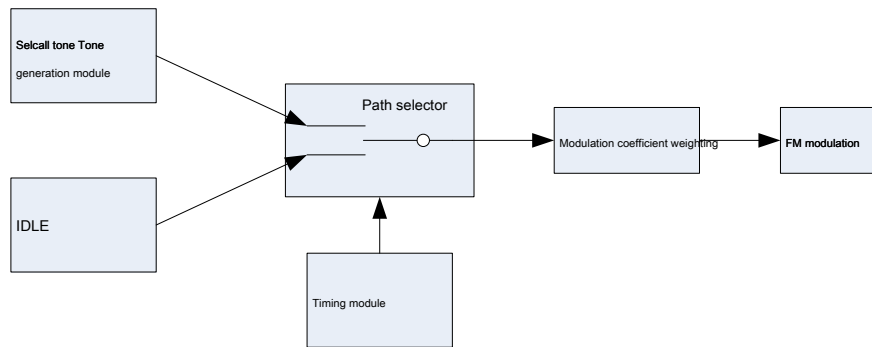 Selcall tone Tone
generation module
Path selector
Modulation coefficient weighting
FM modulation
IDLE
Timing module